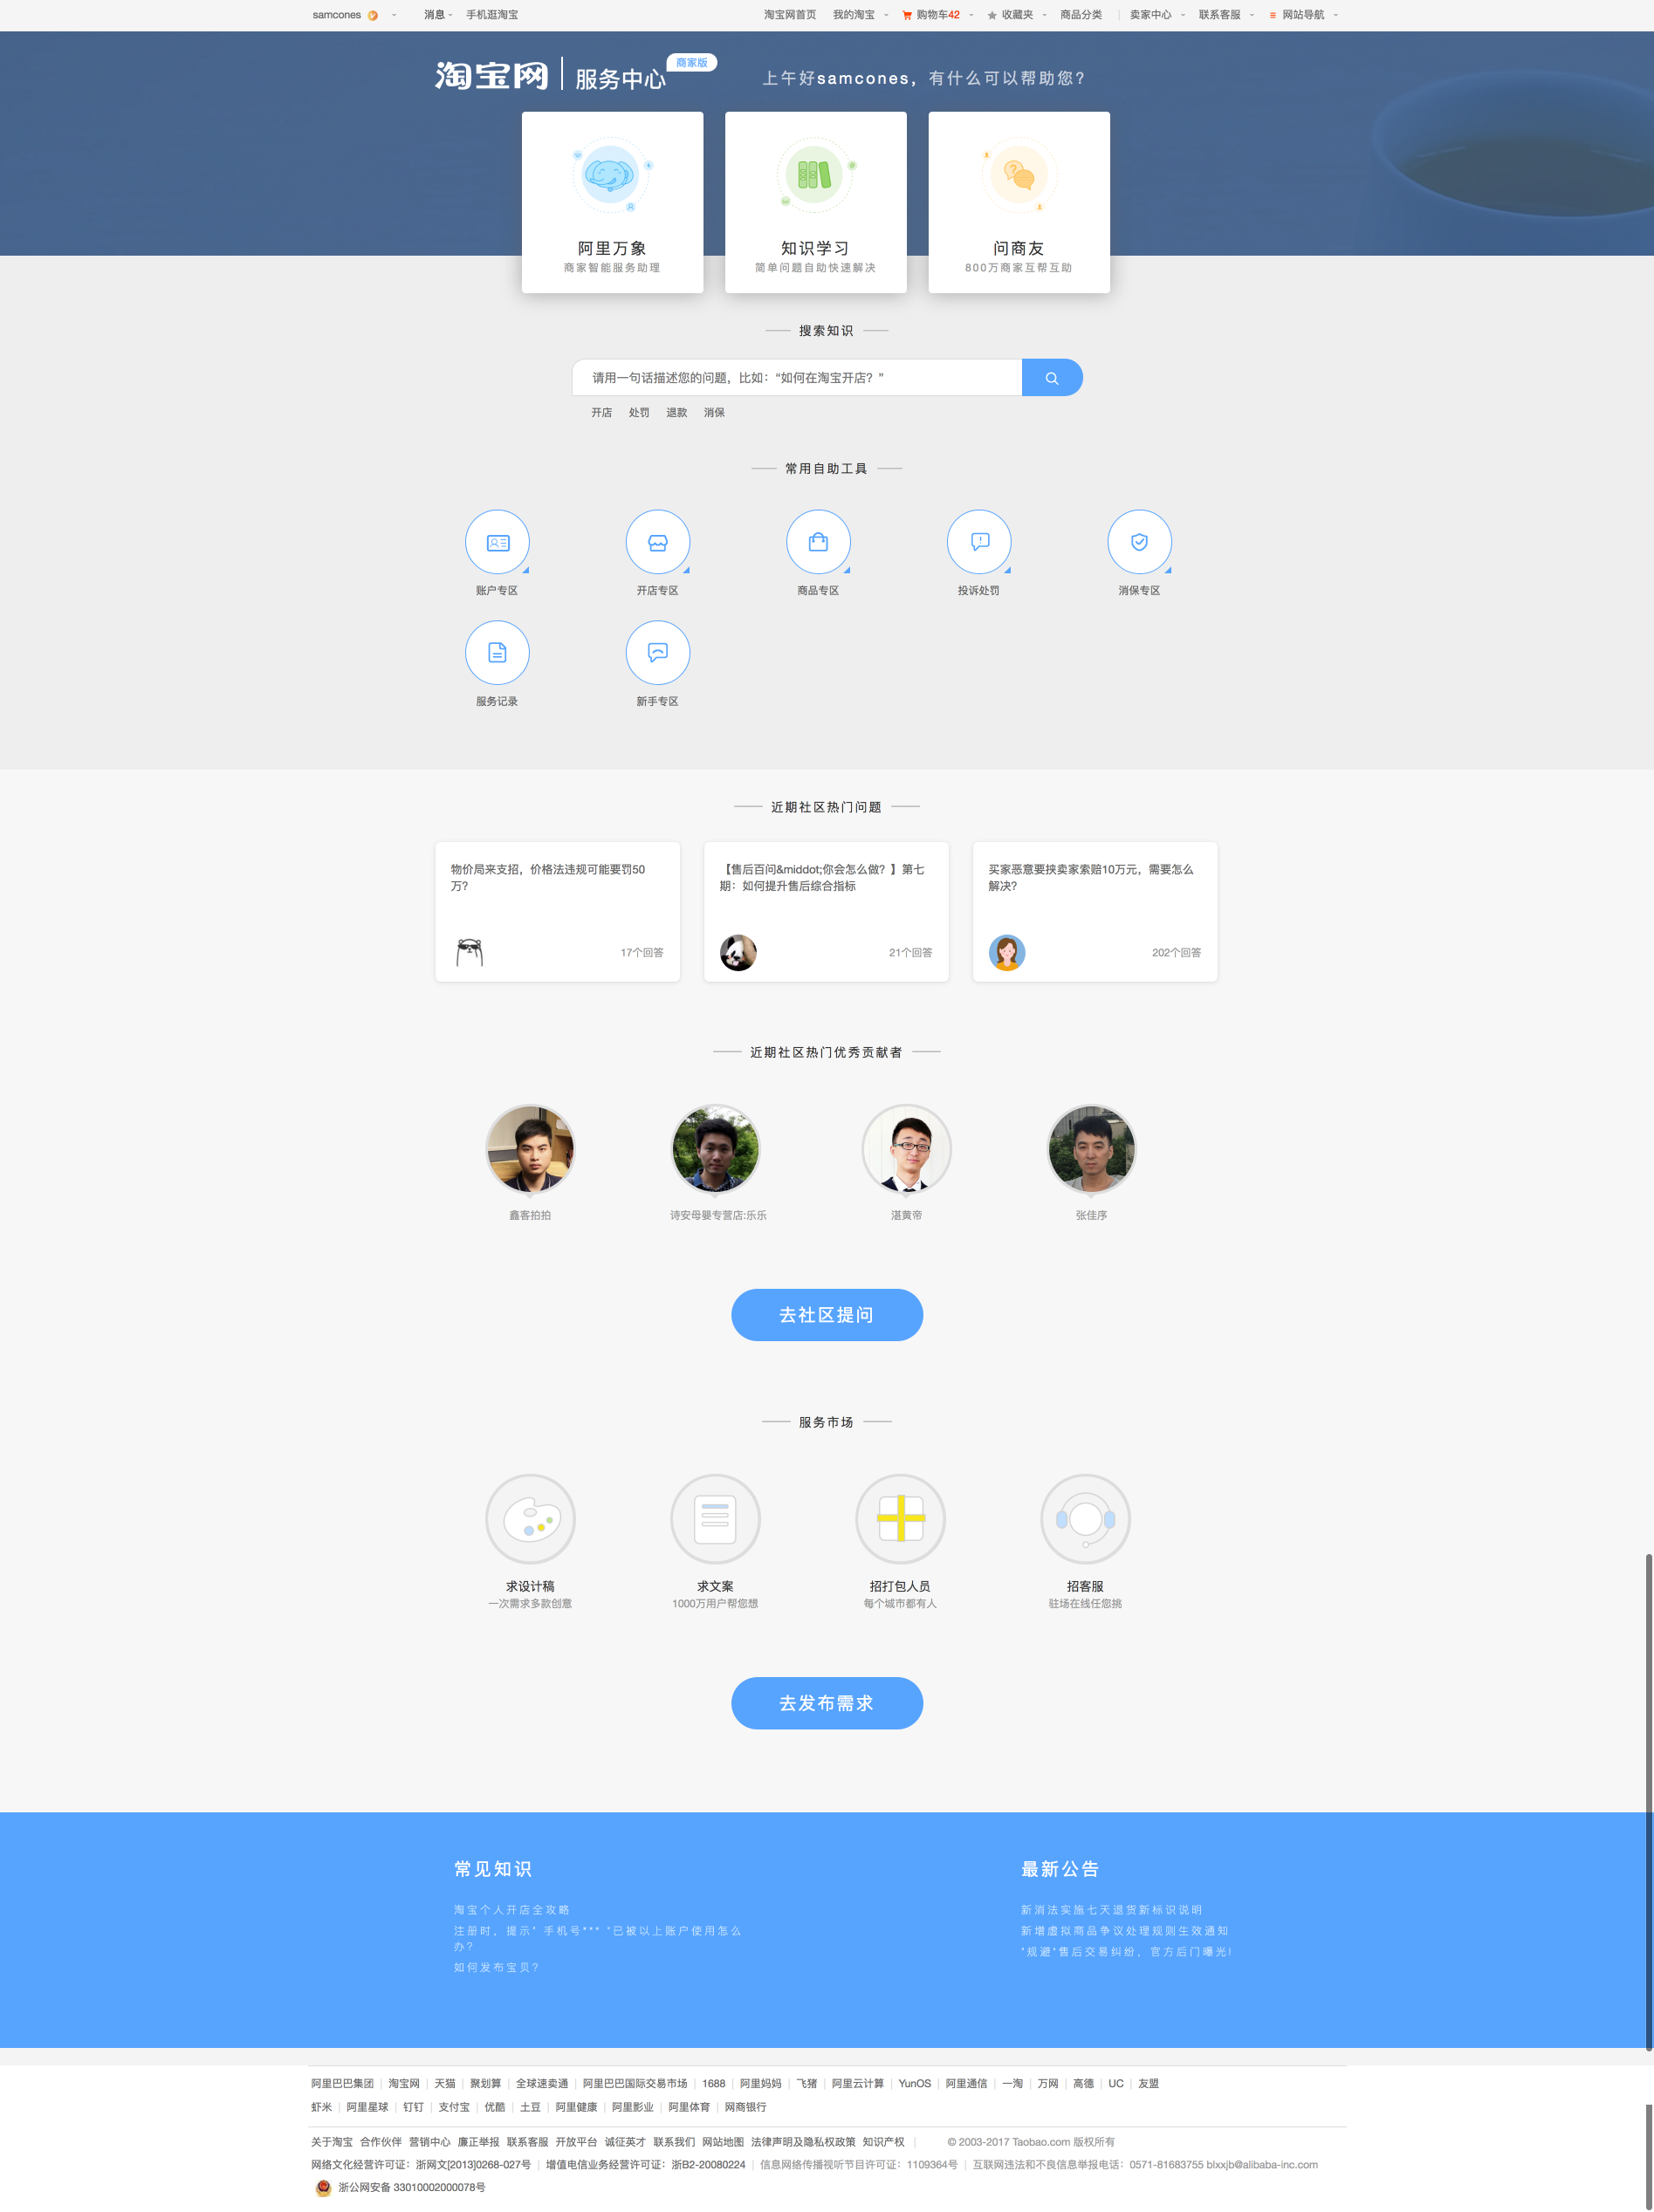 samcones 消息 手机逛淘宝 淘宝网首页 我的淘宝 购物车42 收藏夹 商品分类 | 卖家中心 联系客服 网站导航
淘宝网 | 服务中心 商家版 上午好samcones，有什么可以帮助您？
阿里万象 知识学习 问商友
商家智能服务助理 简单问题自助快速解决 800万商家互帮互助
搜索知识
请用一句话描述您的问题，比如：“如何在淘宝开店？”
开店 处罚 退款 消保
常用自助工具
账户专区 开店专区 商品专区 投诉处罚 消保专区
服务记录 新手专区
近期社区热门问题
物价局来支招，价格法违规可能要罚50
万？
17个回答
【售后百问&middot;你会怎么做？】第七
期：如何提升售后综合指标
21个回答
买家恶意要挟卖家索赔10万元，需要怎么
解决？
202个回答
近期社区热门优秀贡献者
鑫客拍拍 诗安母婴专营店:乐乐 湛黄帝 张佳序
去社区提问
服务市场
求设计稿 求文案 招打包人员 招客服
一次需求多款创意 1000万用户帮您想 每个城市都有人 驻场在线任您挑
去发布需求
常见知识
淘宝个人开店全攻略
注册时，提示" 手机号*** "已被以上账户使用怎么
办？
如何发布宝贝？
最新公告
新消法实施七天退货新标识说明
新增虚拟商品争议处理规则生效通知
"规避"售后交易纠纷，官方后门曝光!
阿里巴巴集团 | 淘宝网 | 天猫 | 聚划算 | 全球速卖通 | 阿里巴巴国际交易市场 | 1688 | 阿里妈妈 | 飞猪 | 阿里云计算 | YunOS | 阿里通信 | 一淘 | 万网 | 高德 | UC | 友盟
虾米 | 阿里星球 | 钉钉 | 支付宝 | 优酷 | 土豆 | 阿里健康 | 阿里影业 | 阿里体育 | 网商银行
关于淘宝 合作伙伴 营销中心 廉正举报 联系客服 开放平台 诚征英才 联系我们 网站地图 法律声明及隐私权政策 知识产权 | © 2003-2017 Taobao.com 版权所有
网络文化经营许可证：浙网文[2013]0268-027号 | 增值电信业务经营许可证：浙B2-20080224 | 信息网络传播视听节目许可证：1109364号 | 互联网违法和不良信息举报电话：0571-81683755 blxxjb@alibaba-inc.com
浙公网安备 33010002000078号